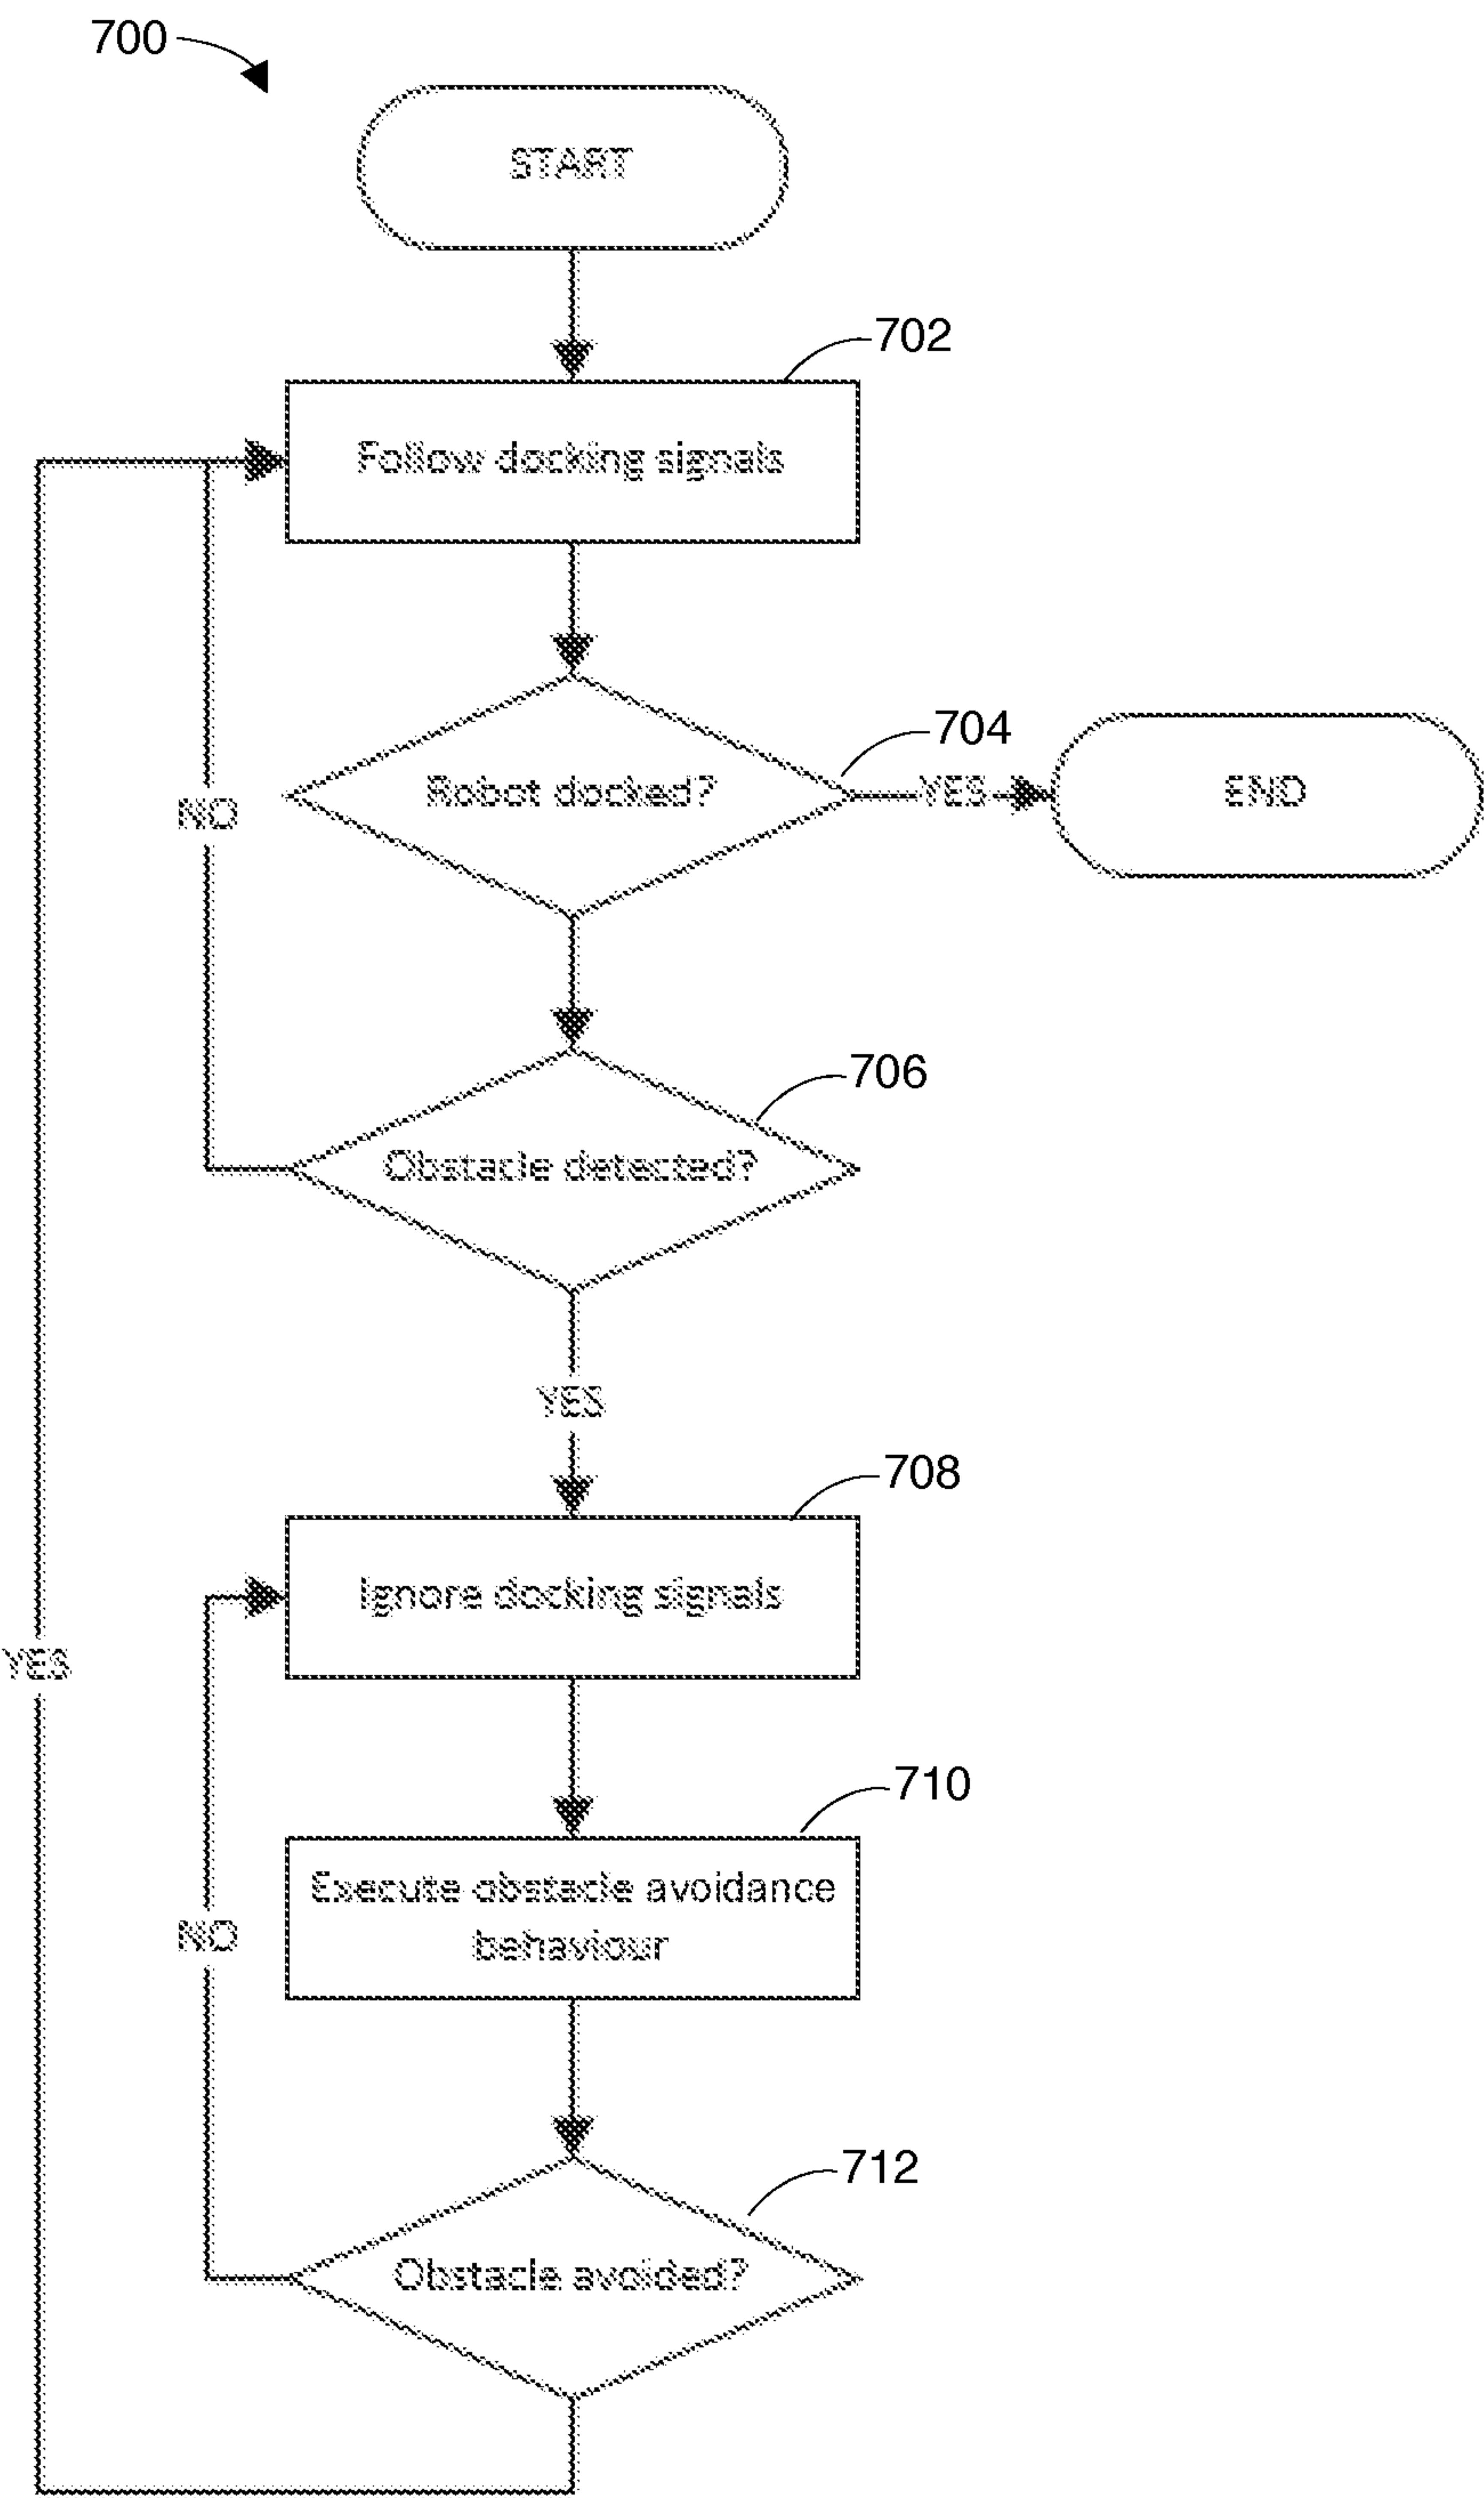 700
START
702
Follow docking signals
704
Robot docked?
YES
END
NO
706
Obstacle detected?
YES
708
Ignore docking signals
YES
710
Execute obstacle avoidance
behaviour
NO
712
Obstacle avoided?